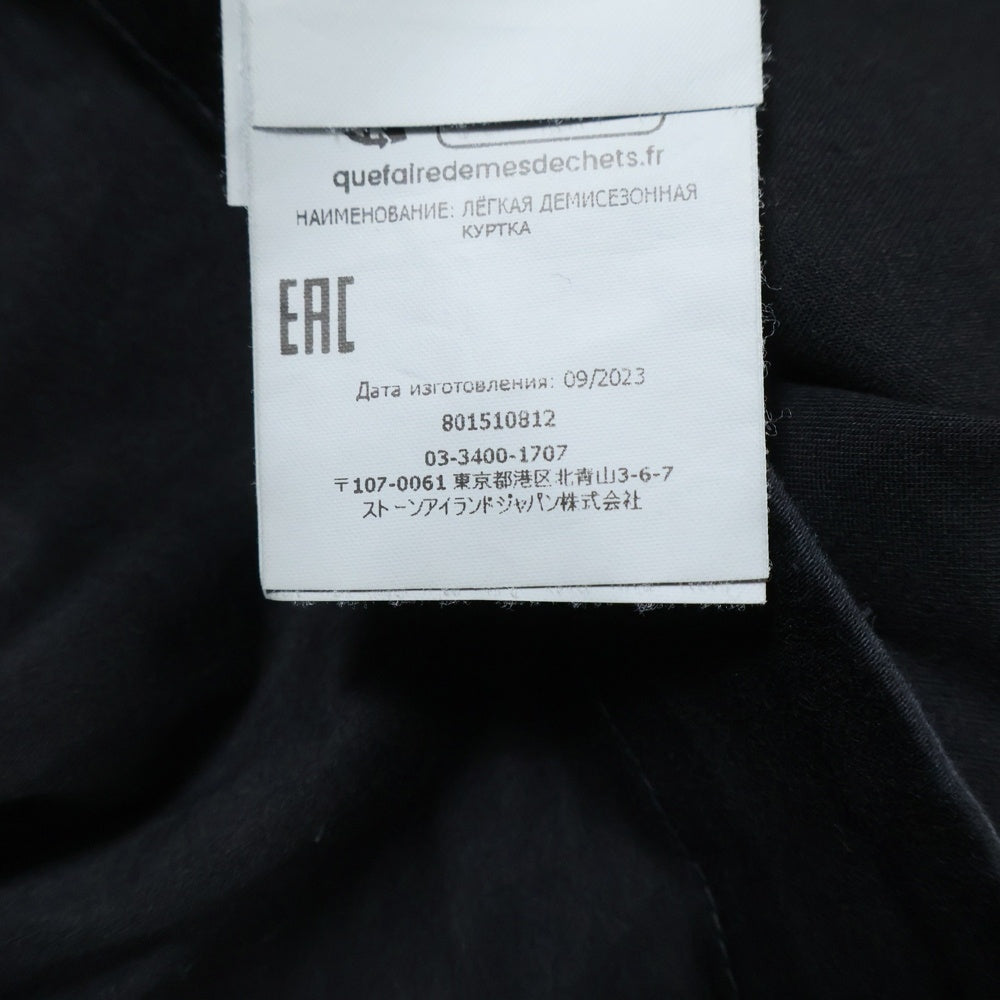 quefairedemesdechets.fr
НАИМЕНОВАНИЕ: ЛЁГКАЯ ДЕМИСЕЗОННАЯ
КУРТКА
EAC
Дата изготовления: 09/2023
801510812
03-3400-1707
〒107-0061 東京都港区北青山3-6-7
ストーンアイランドジャパン株式会社